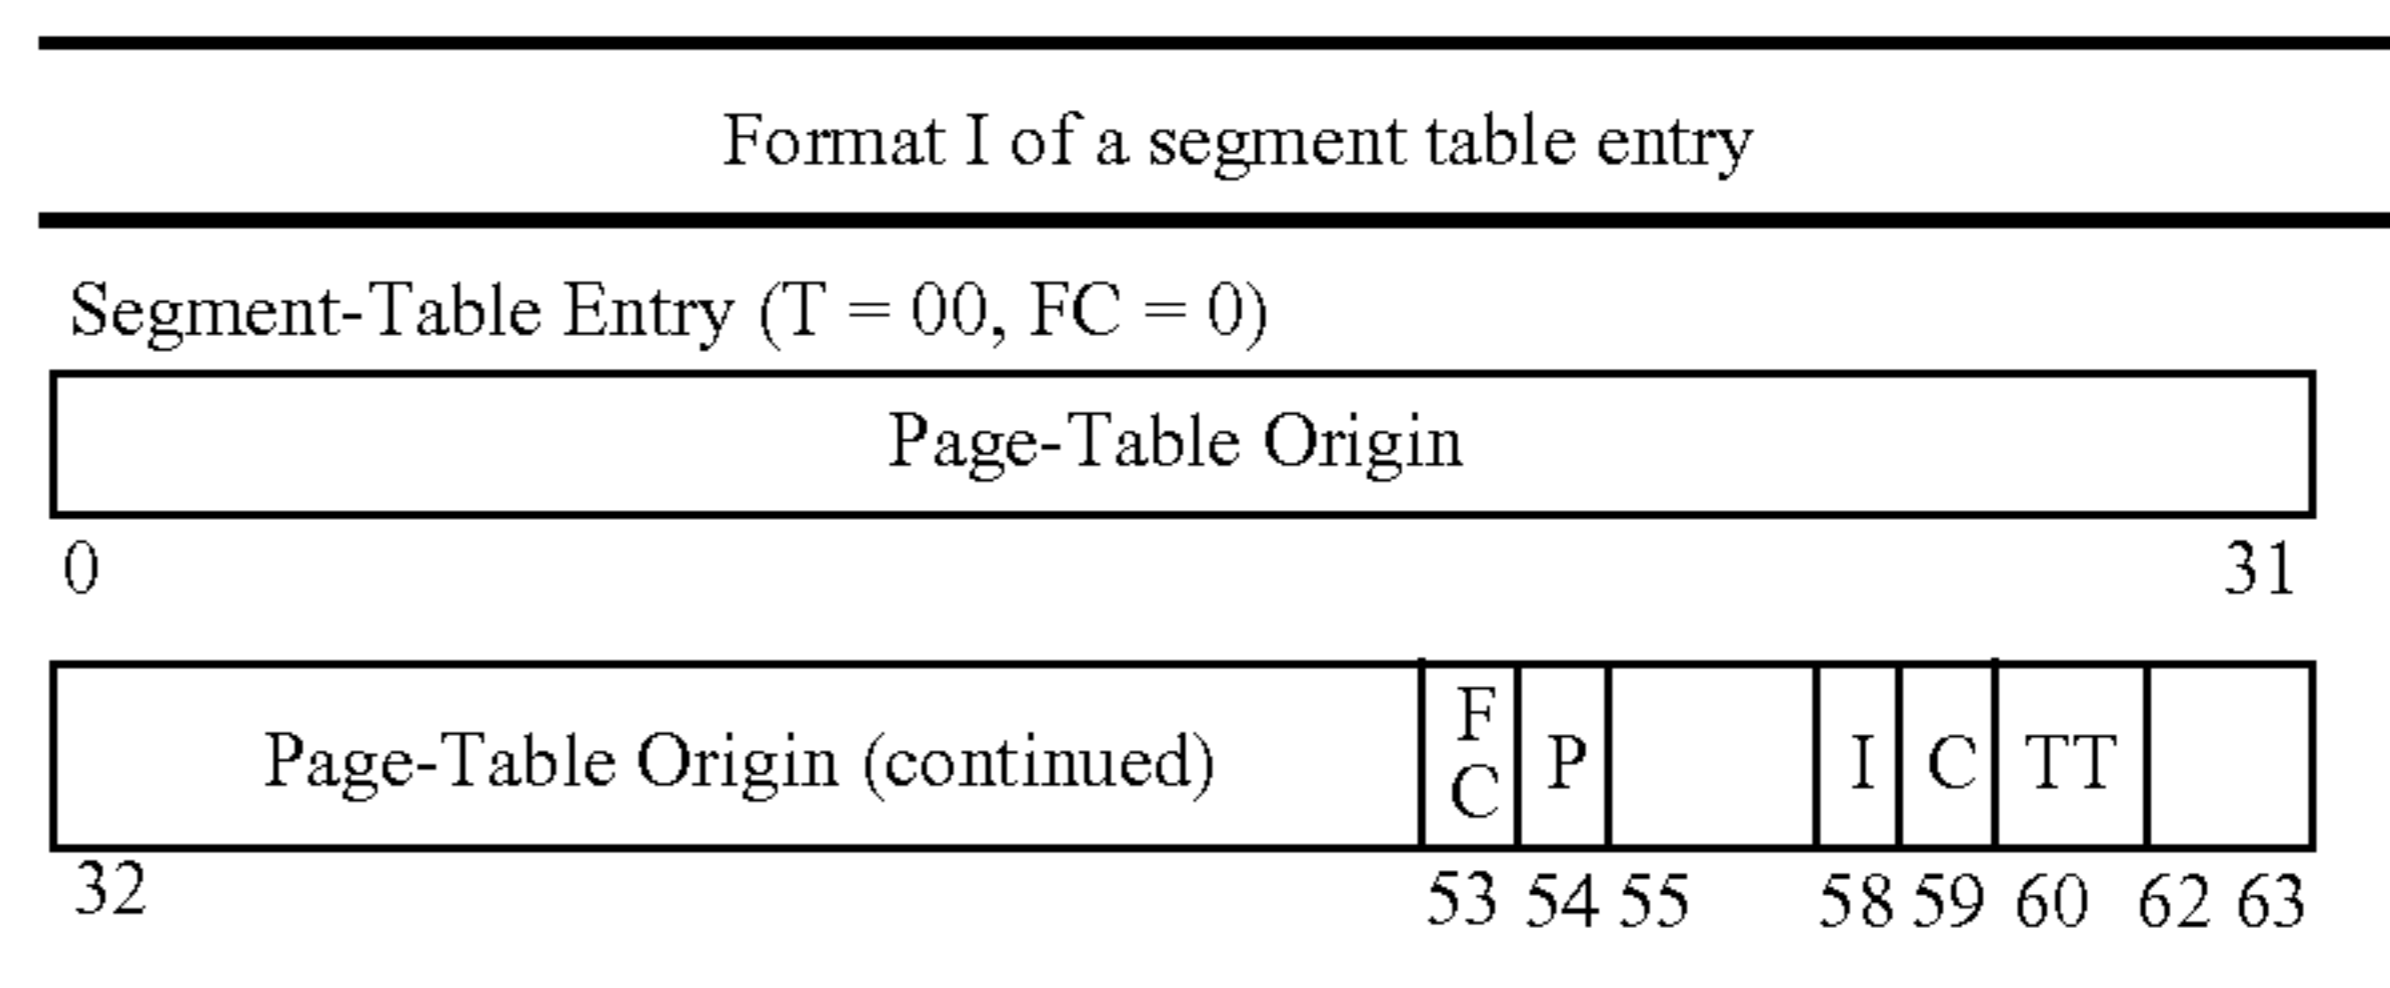 Format I of a segment table entry
Segment-Table Entry (T = 00, FC = 0)
Page-Table Origin
0 31
Page-Table Origin (continued) F C P I C TT
32 53 54 55 58 59 60 62 63